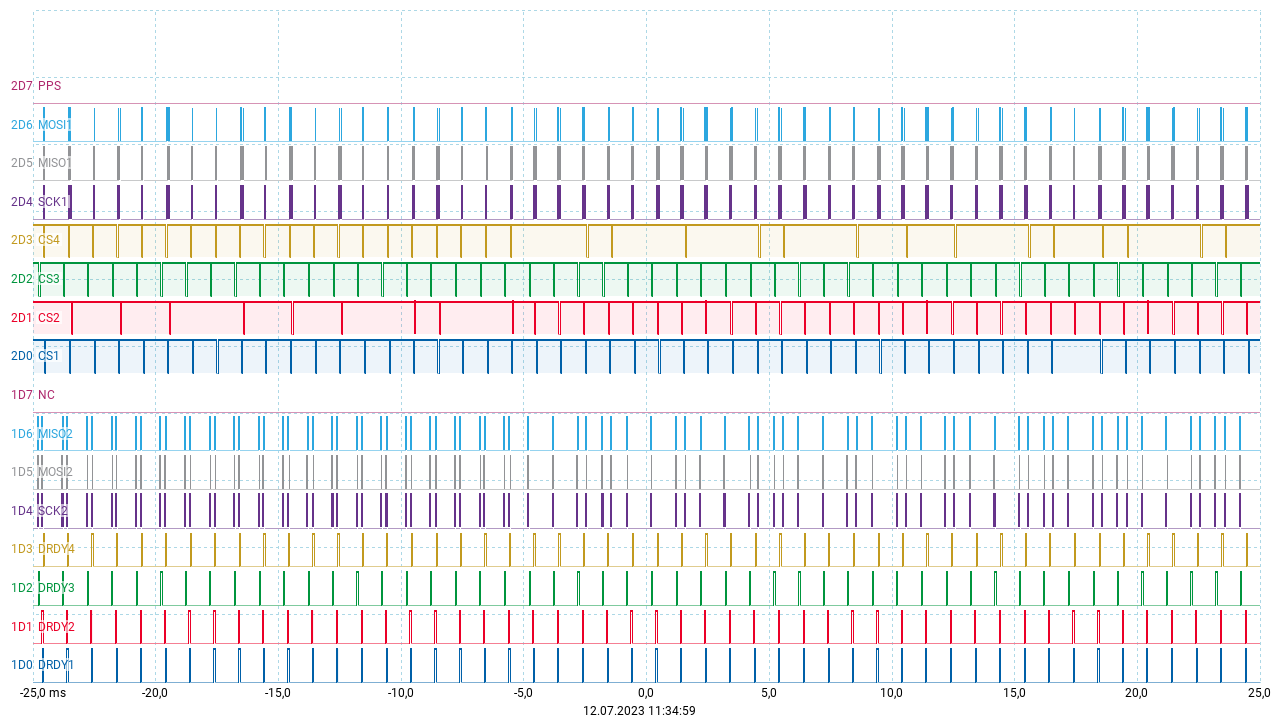 2D7 PPS
2D6 MOSI1
2D5 MISO1
2D4 SCK1
2D3 CS4
2D2 CS3
2D1 CS2
2D0 CS1
1D7 NC
1D6 MISO2
1D5 MOSI2
1D4 SCK2
1D3 DRDY4
1D2 DRDY3
1D1 DRDY2
1D0 DRDY1
-25,0 ms -20,0 -15,0 -10,0 -5,0 0,0 5,0 10,0 15,0 20,0 25,0
12.07.2023 11:34:59